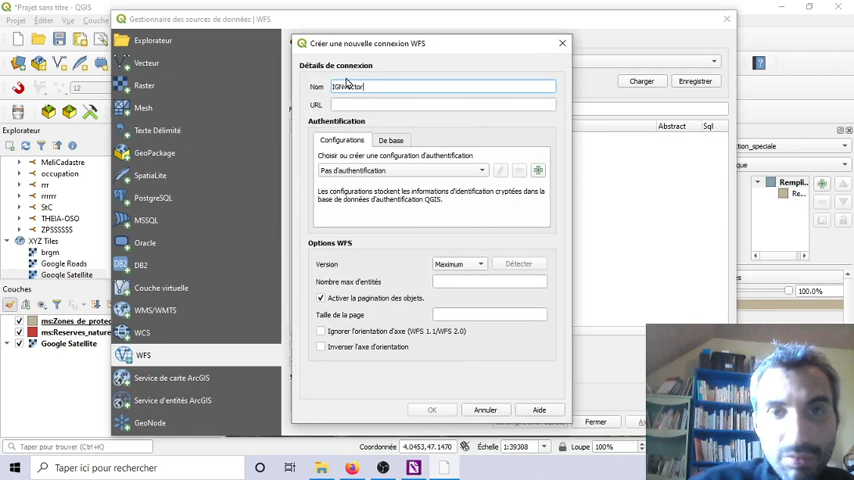 *Projet sans titre — QGIS
Projet Éditer
Gestionnaire des sources de données | WFS
Explorateur
Vecteur
Raster
Mesh
Texte Délimité
GeoPackage
SpatiaLite
PostgreSQL
MSSQL
Oracle
DB2
Couche virtuelle
WMS/WMTS
WCS
WFS
Service de carte ArcGIS
Service d'entités ArcGIS
GeoNode
Créer une nouvelle connexion WFS
Détails de connexion
Nom
URL
Authentification
Configurations
De base
Choisir ou créer une configuration d'authentification
Pas d'authentification
Les configurations stockent les informations d'identification cryptées dans la
base de données d'authentification QGIS.
Options WFS
Version
Maximum
Détecter
Nombre max d'entités
Activer la pagination des objets.
Taille de la page
Ignorer l'orientation d'axe (WFS 1.1/WFS 2.0)
Inverser l'axe d'orientation
OK
Annuler
Aide
Charger
Enregistrer
Abstract
Sql
Fermer
12
Explorateur
MeliCadastre
occupation
rrr
rrrrrr
StC
THEIA-OSO
ZPSSSSSS
XYZ Tiles
brgm
Google Roads
Google Satellite
Couches
ms:Zones_de_protec
ms:Reserves_nature
Google Satellite
tion_speciale
que
Rempli...
Re...
100.0%
Taper pour trouver (Ctrl+K)
Coordonnée
4.0453,47.1470
Échelle
1:39308
Loupe
100%
Taper ici pour rechercher